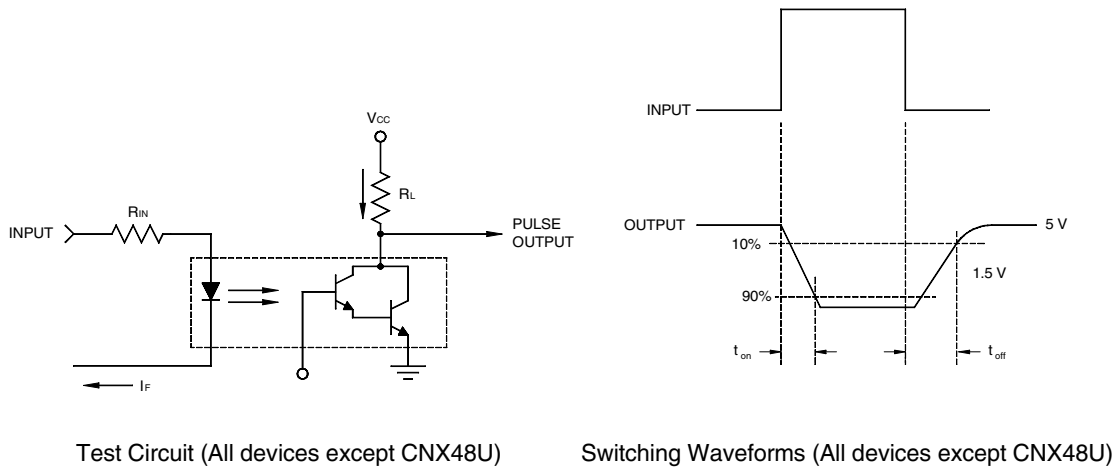 INPUT
RIN
VCC
RL
PULSE
OUTPUT
IF
Test Circuit (All devices except CNX48U)
INPUT
OUTPUT
5 V
10%
1.5 V
90%
ton
toff
Switching Waveforms (All devices except CNX48U)